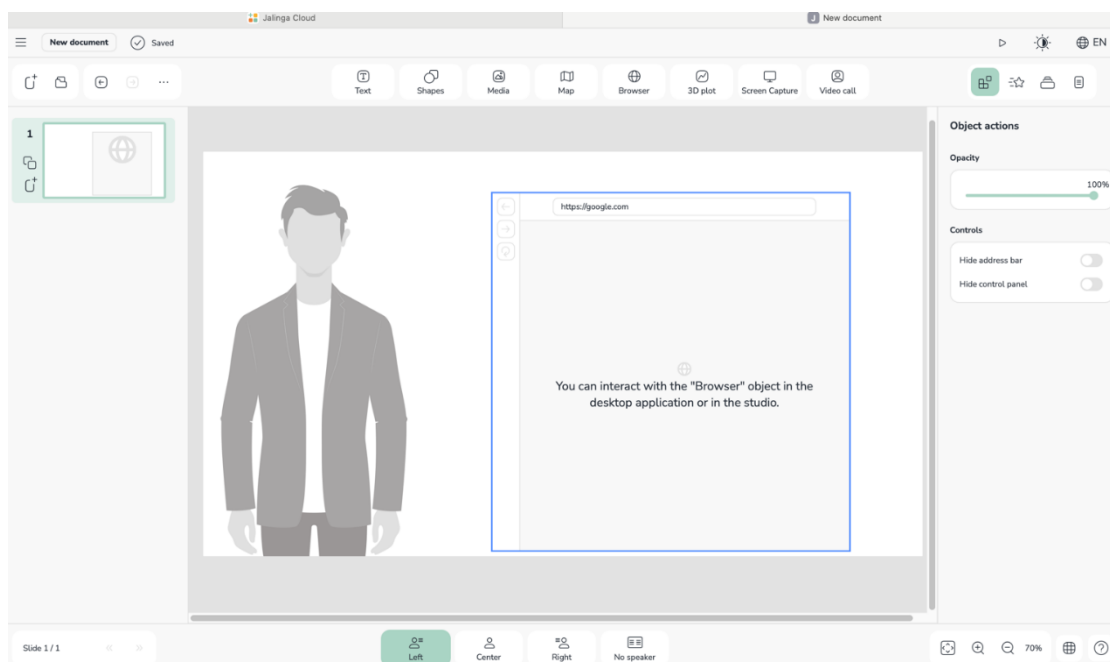 Jalinga Cloud
J New document
New document
Saved
EN
T
Text
Shapes
Media
Map
Browser
3D plot
Screen Capture
Video call
1
https://google.com
You can interact with the "Browser" object in the
desktop application or in the studio.
Object actions
Opacity
100%
Controls
Hide address bar
Hide control panel
Slide 1 / 1
Left
Center
Right
No speaker
70%